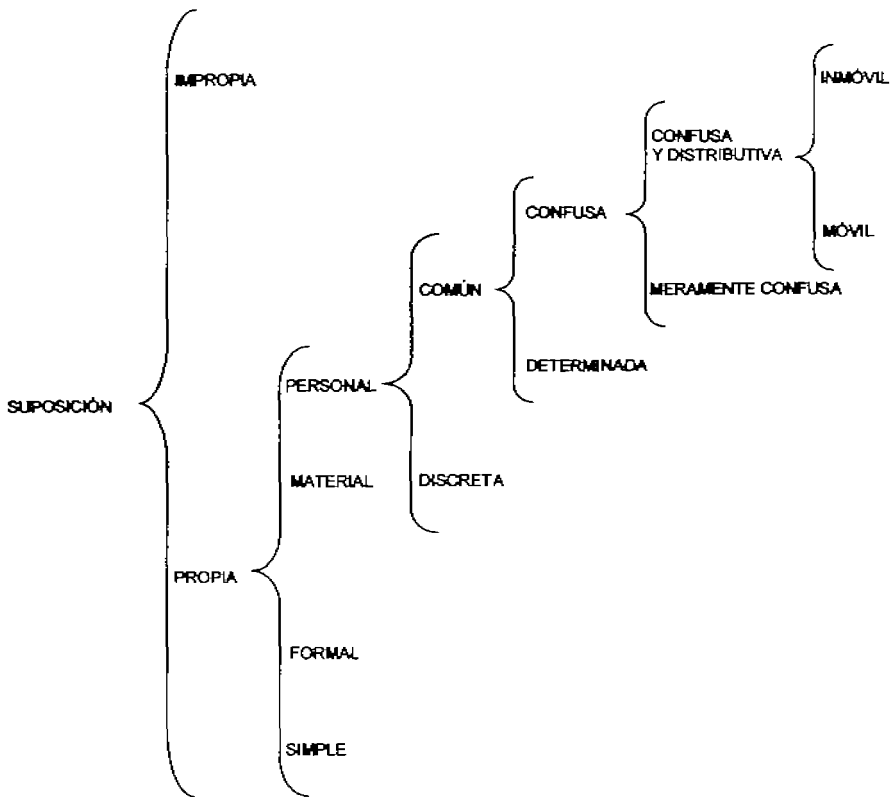 INMÓVIL
IMPROPIA
CONFUSA
Y DISTRIBUTIVA
CONFUSA
MÓVIL
COMÚN
MERAMENTE CONFUSA
DETERMINADA
PERSONAL
SUPOSICIÓN
MATERIAL
DISCRETA
PROPIA
FORMAL
SIMPLE